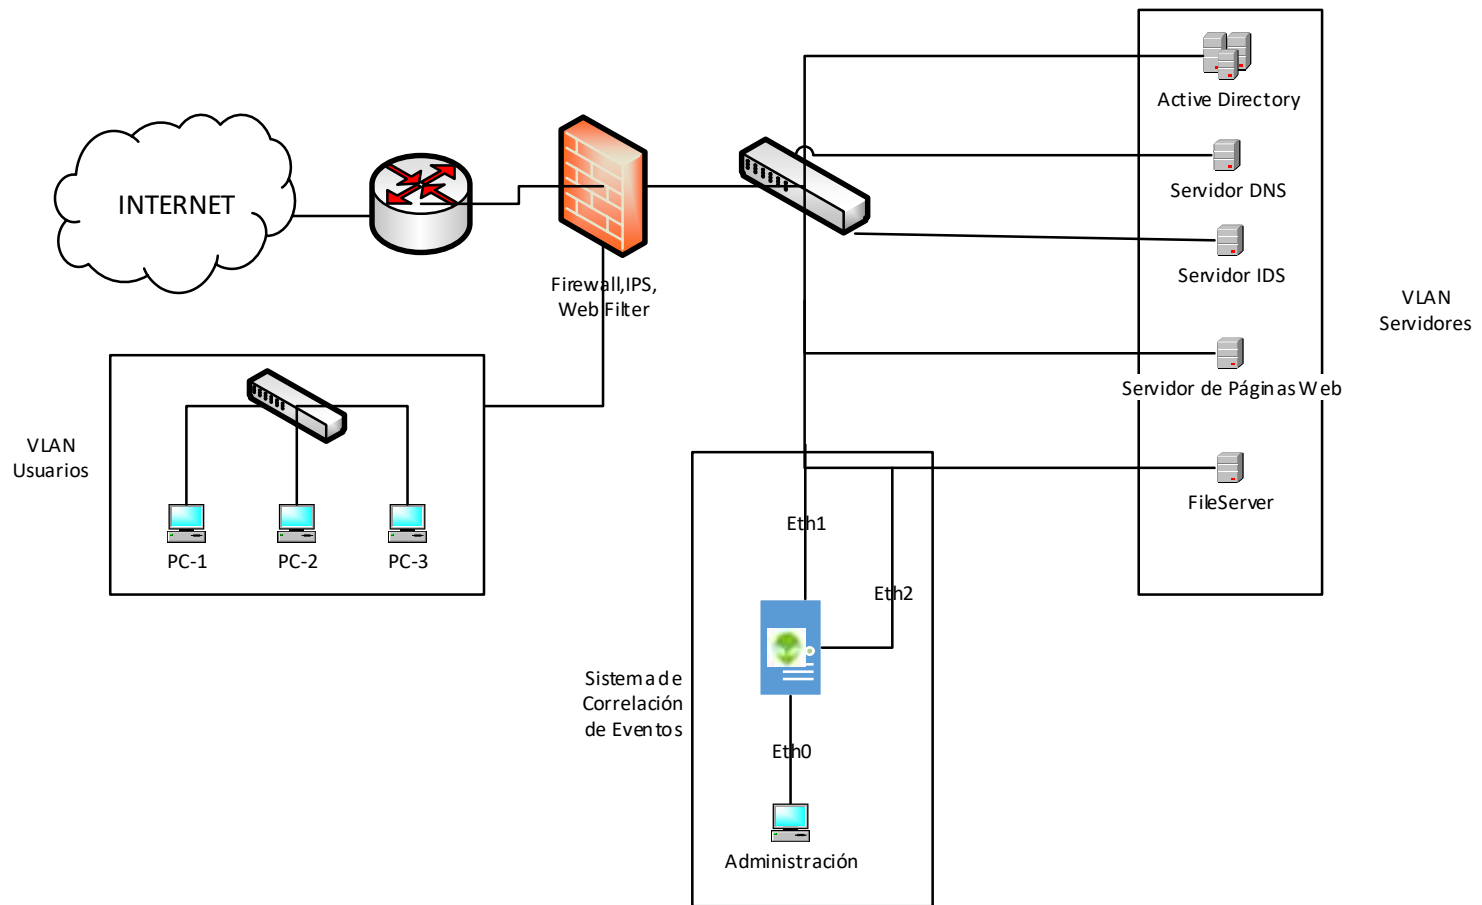 Active Directory
Servidor DNS
INTERNET
Servidor IDS
Firewall,IPS,
Web Filter
VLAN
Servidores
Servidor de Páginas Web
VLAN
Usuarios
FileServer
Eth1
PC-1
PC-2
PC-3
Eth2
Sistema de
Correlación
de Eventos
Eth0
Administración